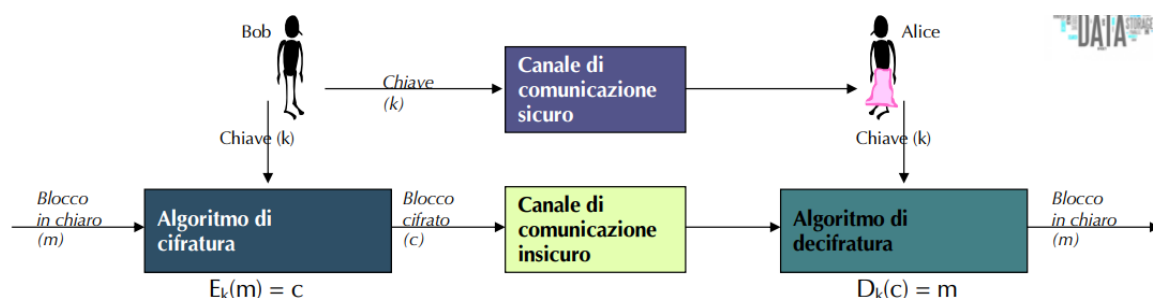 Bob
Alice
DATA
STORAGE
Chiave
(k)
Canale di
comunicazione
sicuro
Chiave (k)
Chiave (k)
Blocco
in chiaro
(m)
Algoritmo di
cifratura
Blocco
cifrato
(c)
Canale di
comunicazione
insicuro
Algoritmo di
decifratura
Blocco
in chiaro
(m)
Eₖ(m) = c
Dₖ(c) = m